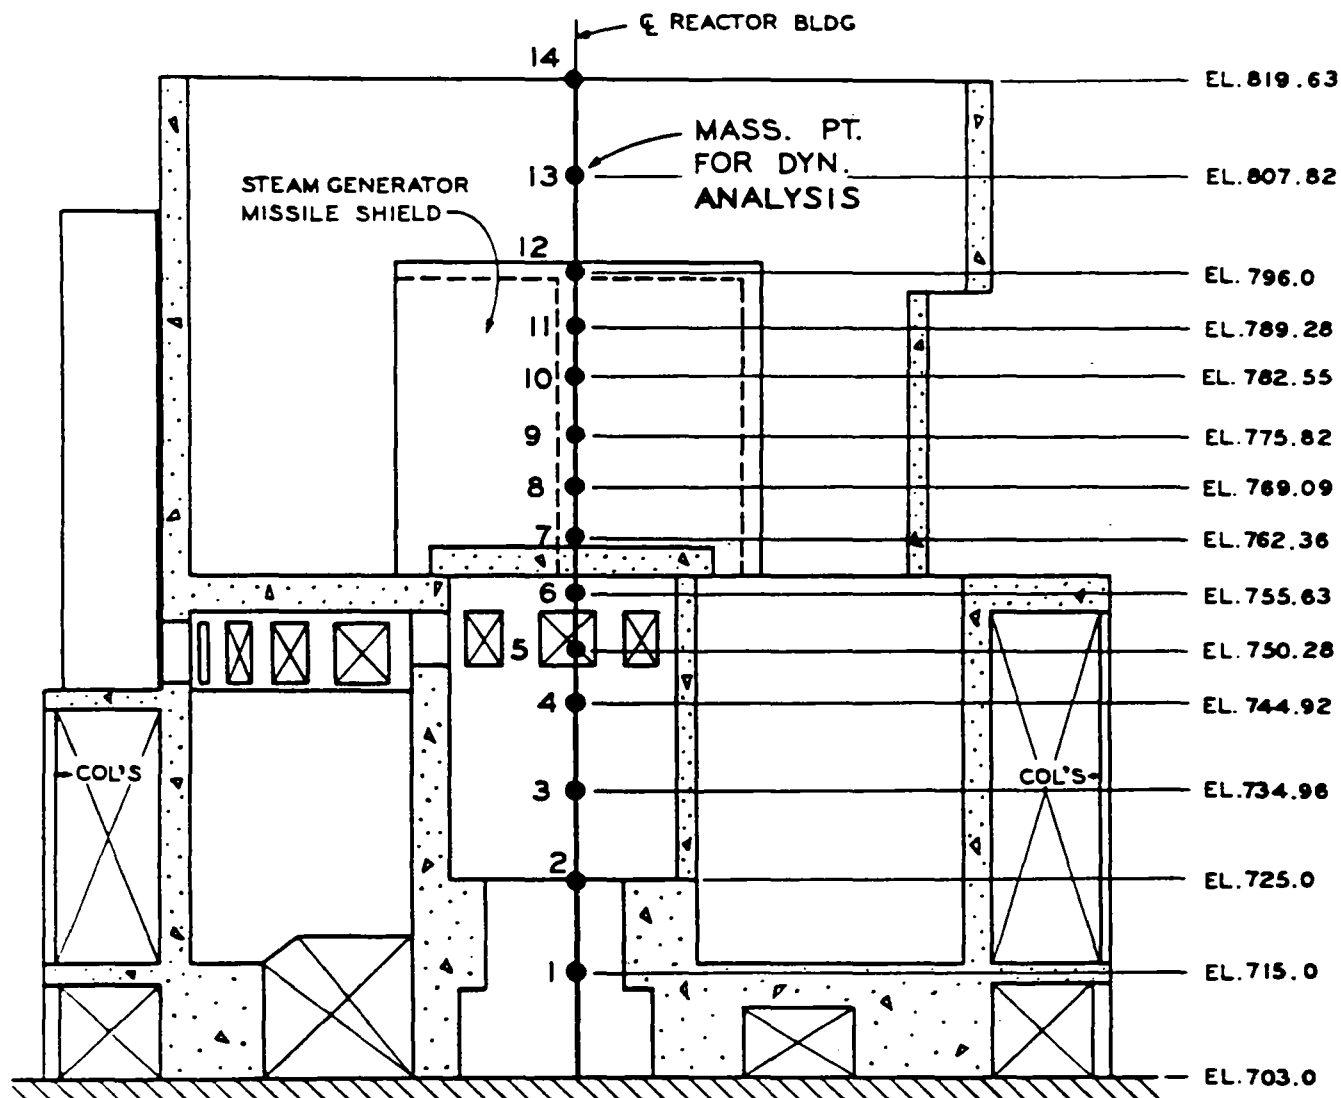 ℄ REACTOR BLDG
14
EL.819.63
MASS. PT.
FOR DYN.
ANALYSIS
13
EL.807.82
STEAM GENERATOR
MISSILE SHIELD
12
EL.796.0
11
EL.789.28
10
EL.782.55
9
EL.775.82
8
EL.769.09
7
EL.762.36
6
EL.755.63
5
EL.750.28
4
EL.744.92
COL'S
COL'S
3
EL.734.96
2
EL.725.0
1
EL.715.0
EL.703.0